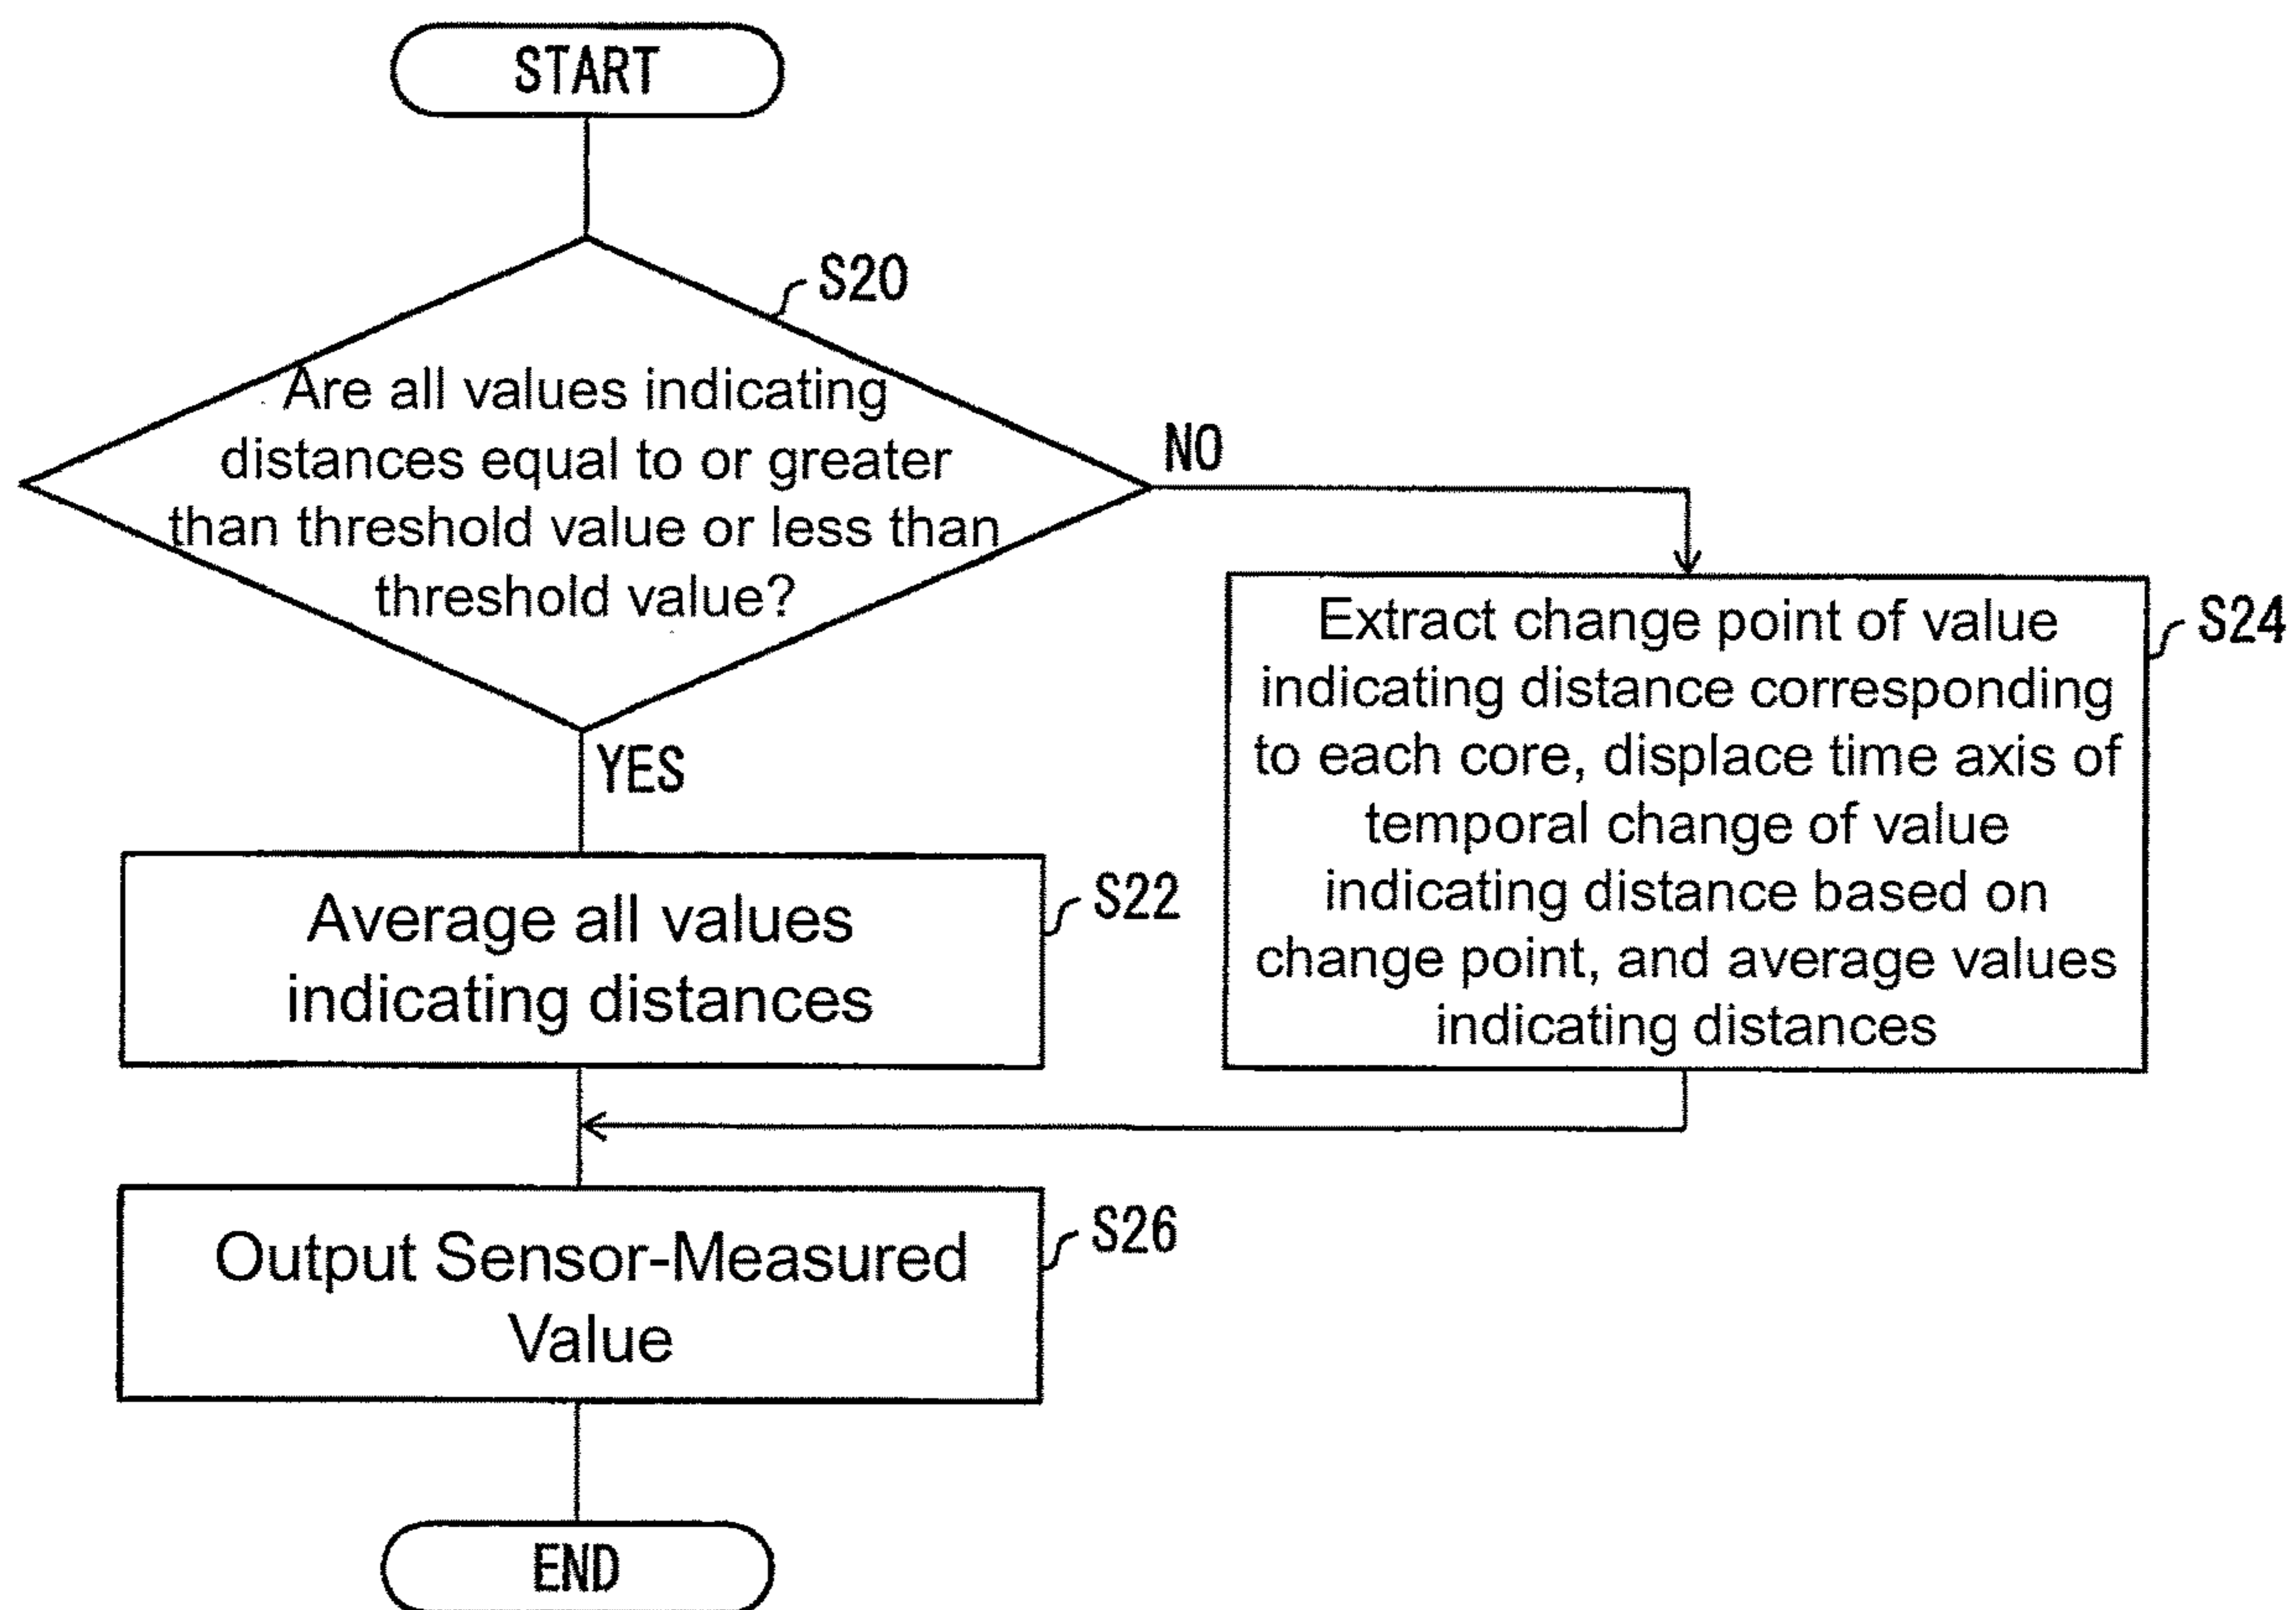 START
S20
Are all values indicating
distances equal to or greater
than threshold value or less than
threshold value?
NO
YES
Extract change point of value
indicating distance corresponding
to each core, displace time axis of
temporal change of value
indicating distance based on
change point, and average values
indicating distances
S24
Average all values
indicating distances
S22
Output Sensor-Measured
Value
S26
END